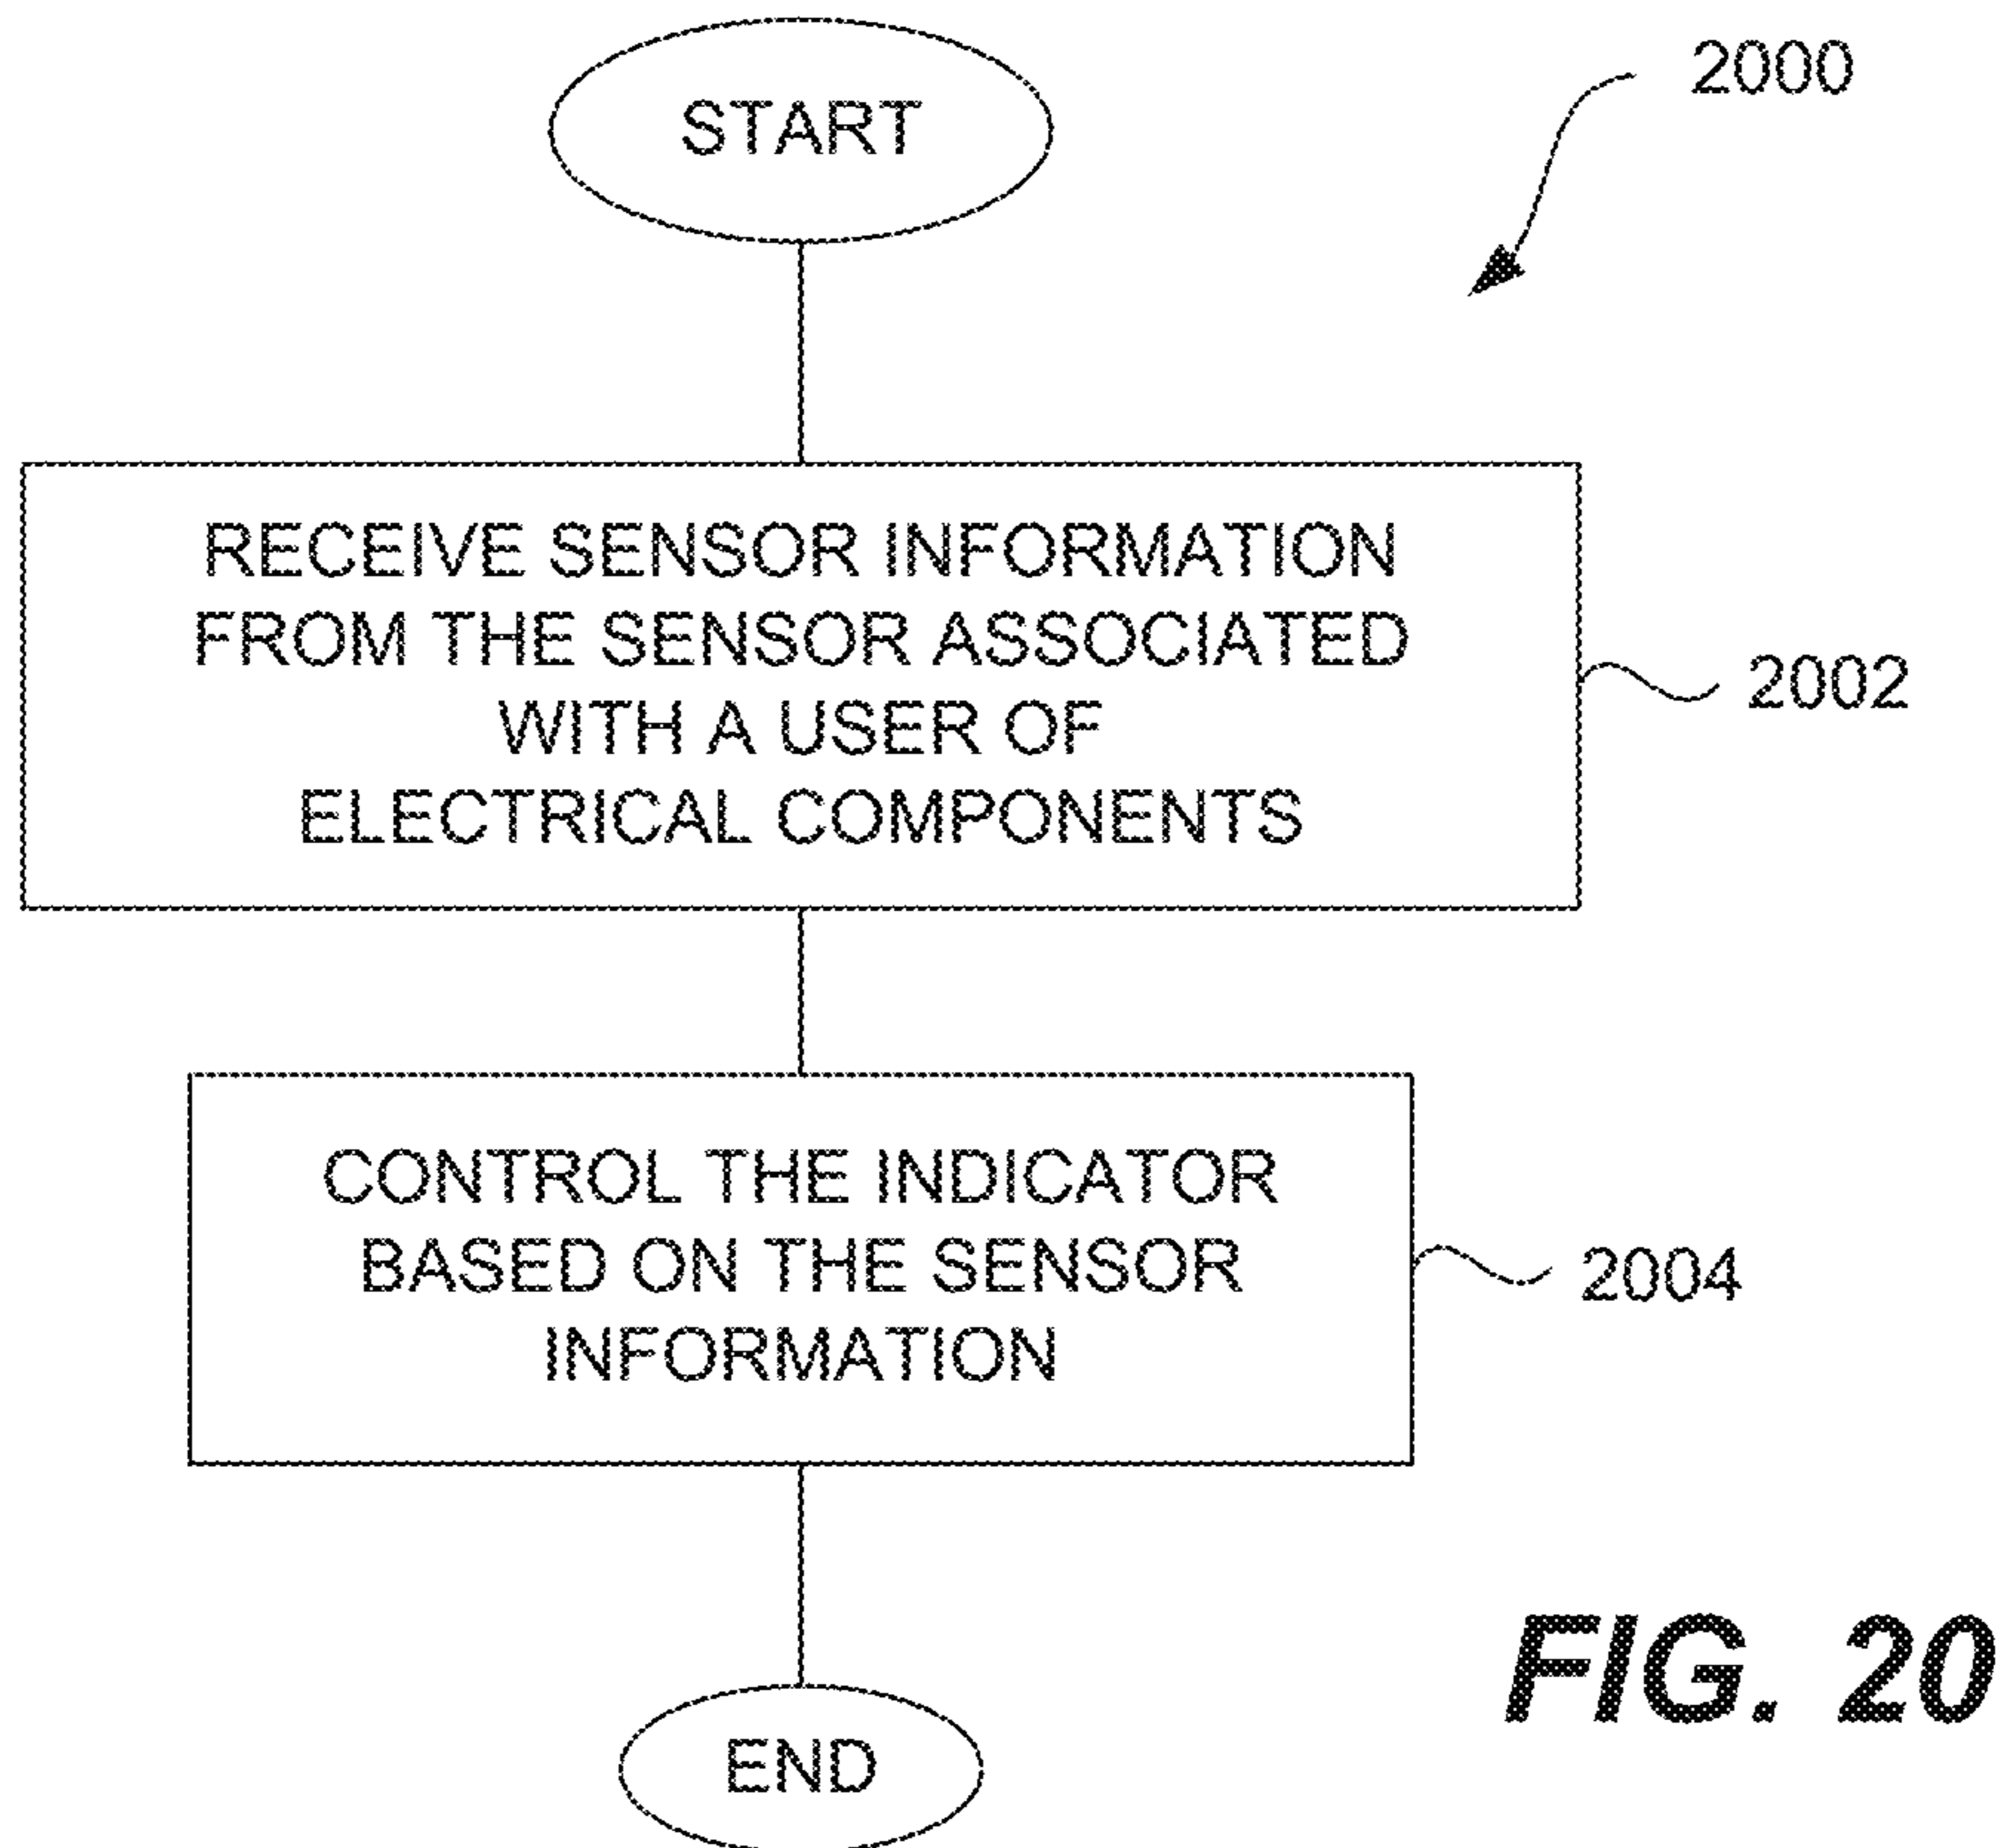 START
2000
RECEIVE SENSOR INFORMATION
FROM THE SENSOR ASSOCIATED
WITH A USER OF
ELECTRICAL COMPONENTS
2002
CONTROL THE INDICATOR
BASED ON THE SENSOR
INFORMATION
2004
END
FIG. 20